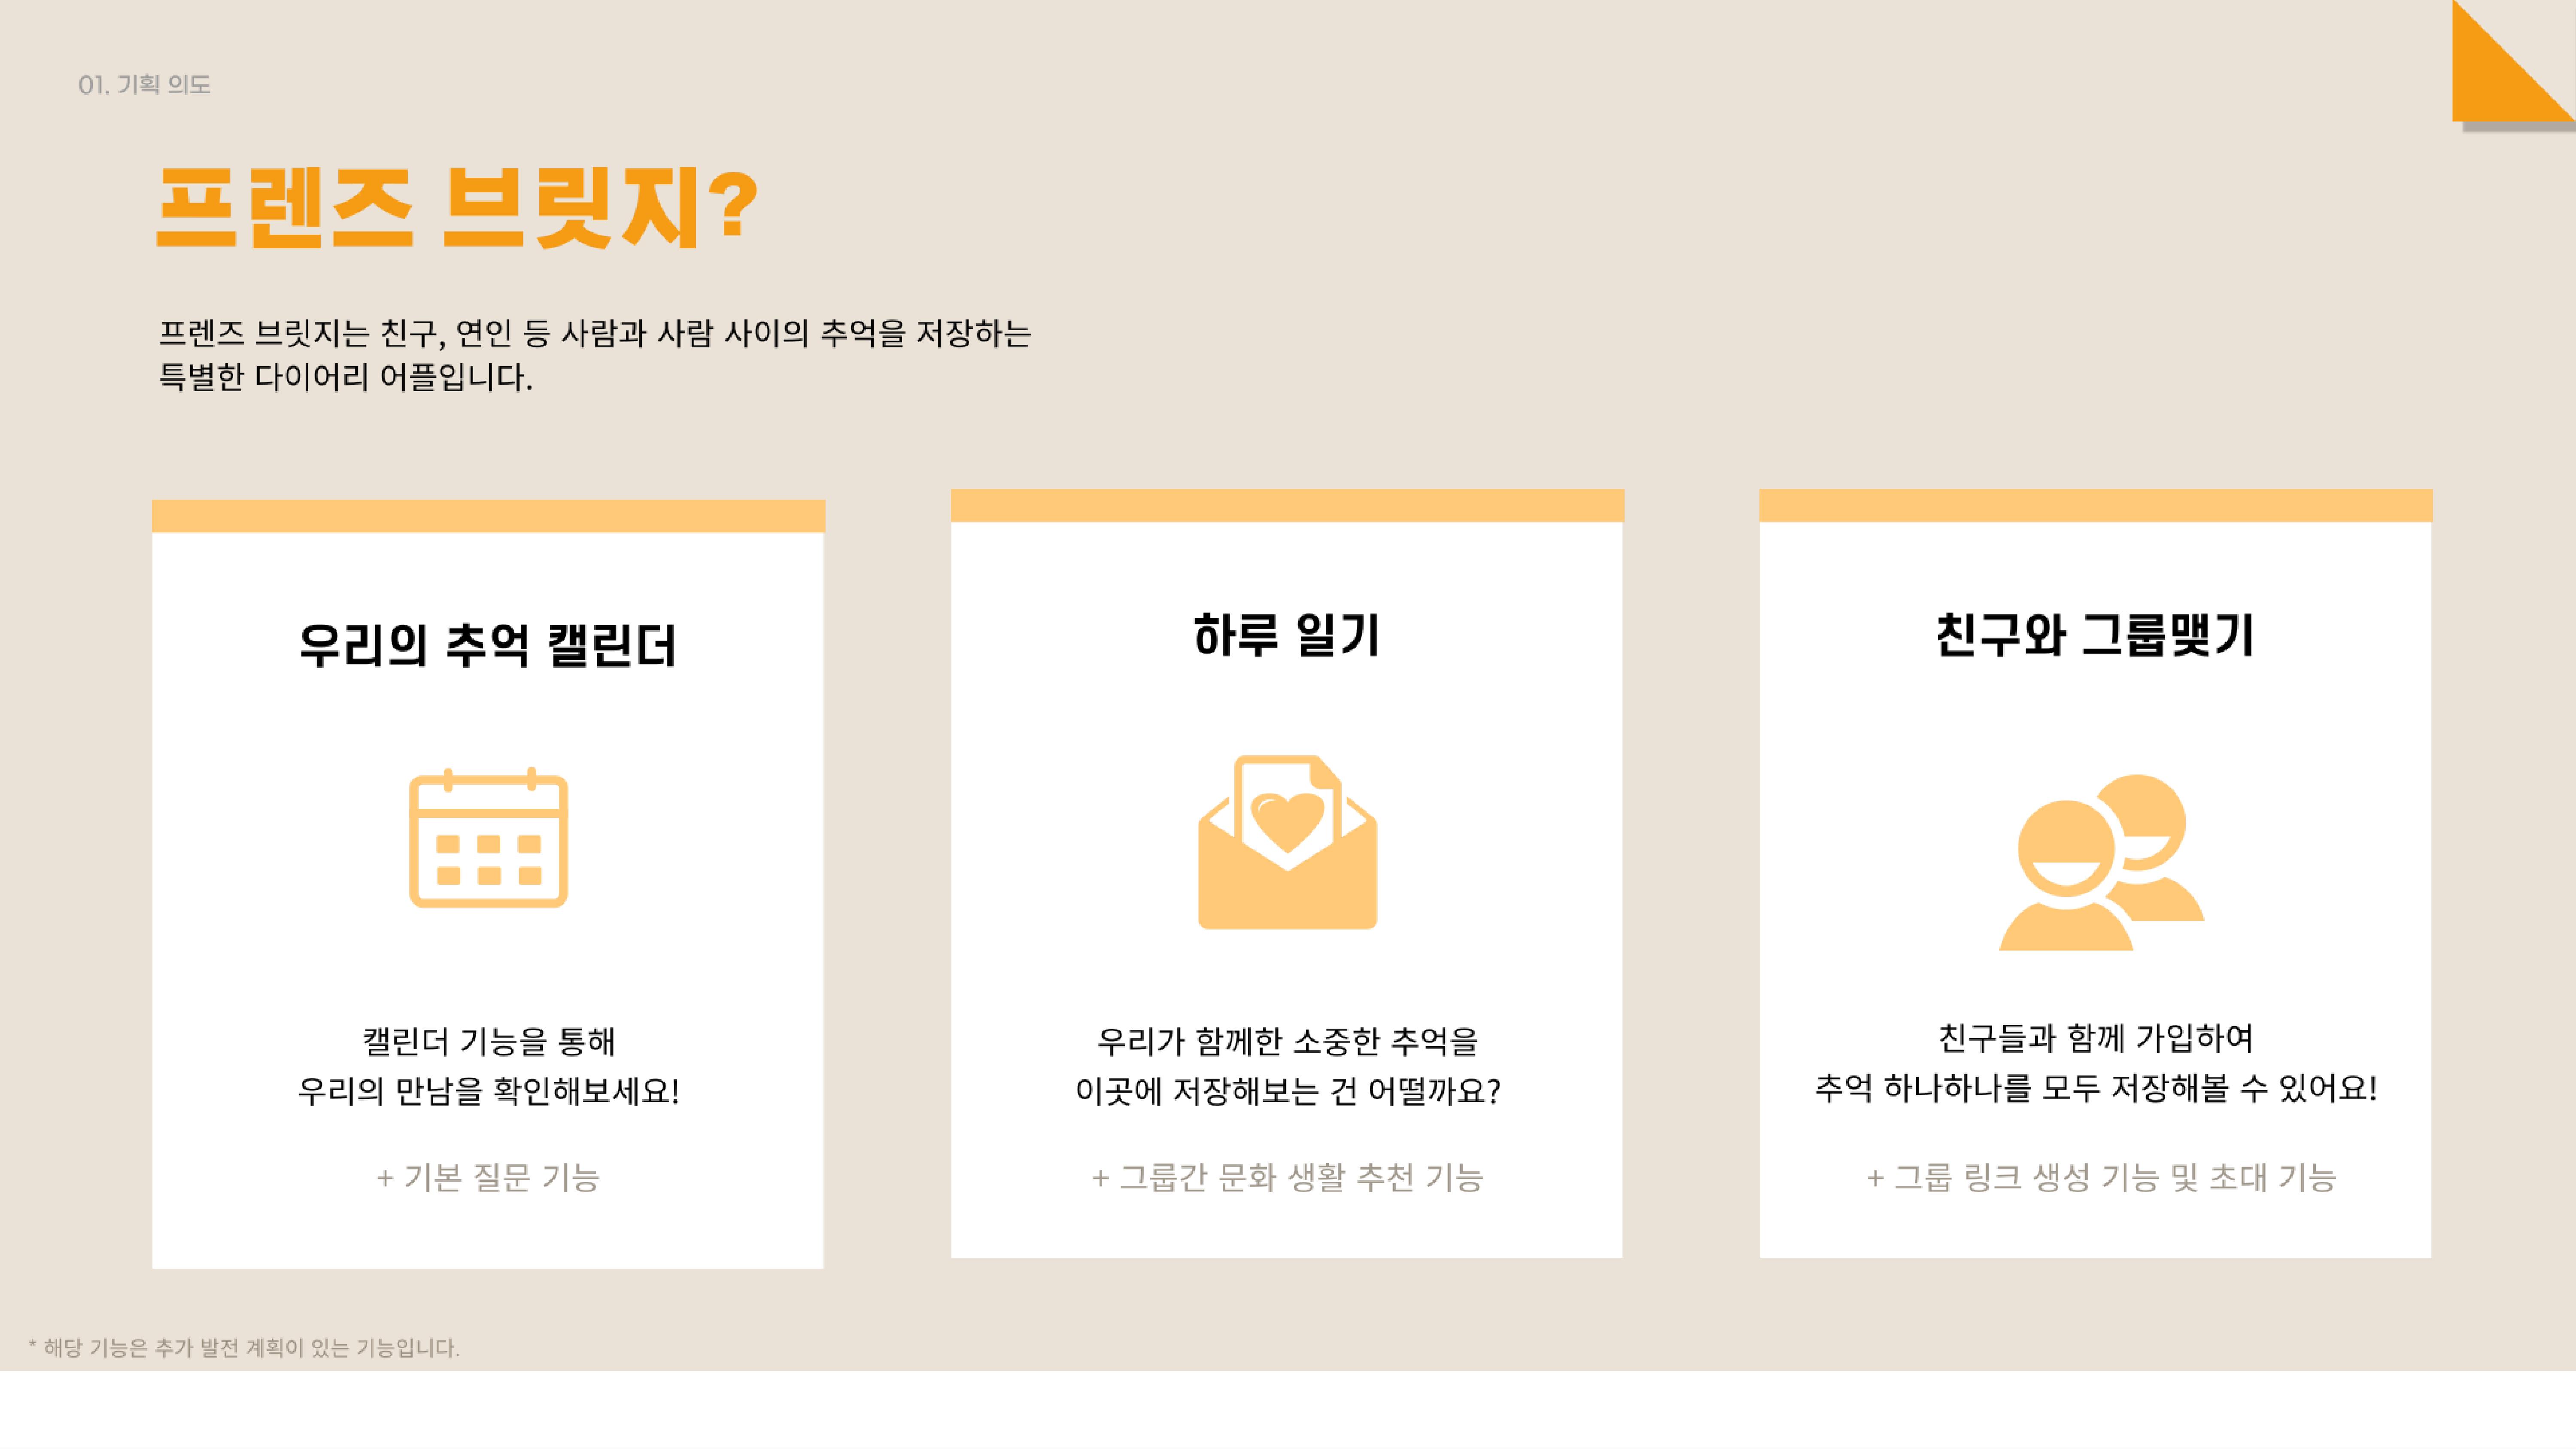 01. 기획 의도
프렌즈 브릿지?
프렌즈 브릿지는 친구, 연인 등 사람과 사람 사이의 추억을 저장하는
특별한 다이어리 어플입니다.
우리의 추억 캘린더
캘린더 기능을 통해
우리의 만남을 확인해보세요!
+ 기본 질문 기능
하루 일기
우리가 함께한 소중한 추억을
이곳에 저장해보는 건 어떨까요?
+ 그룹간 문화 생활 추천 기능
친구와 그룹맺기
친구들과 함께 가입하여
추억 하나하나를 모두 저장해볼 수 있어요!
+ 그룹 링크 생성 기능 및 초대 기능
* 해당 기능은 추가 발전 계획이 있는 기능입니다.